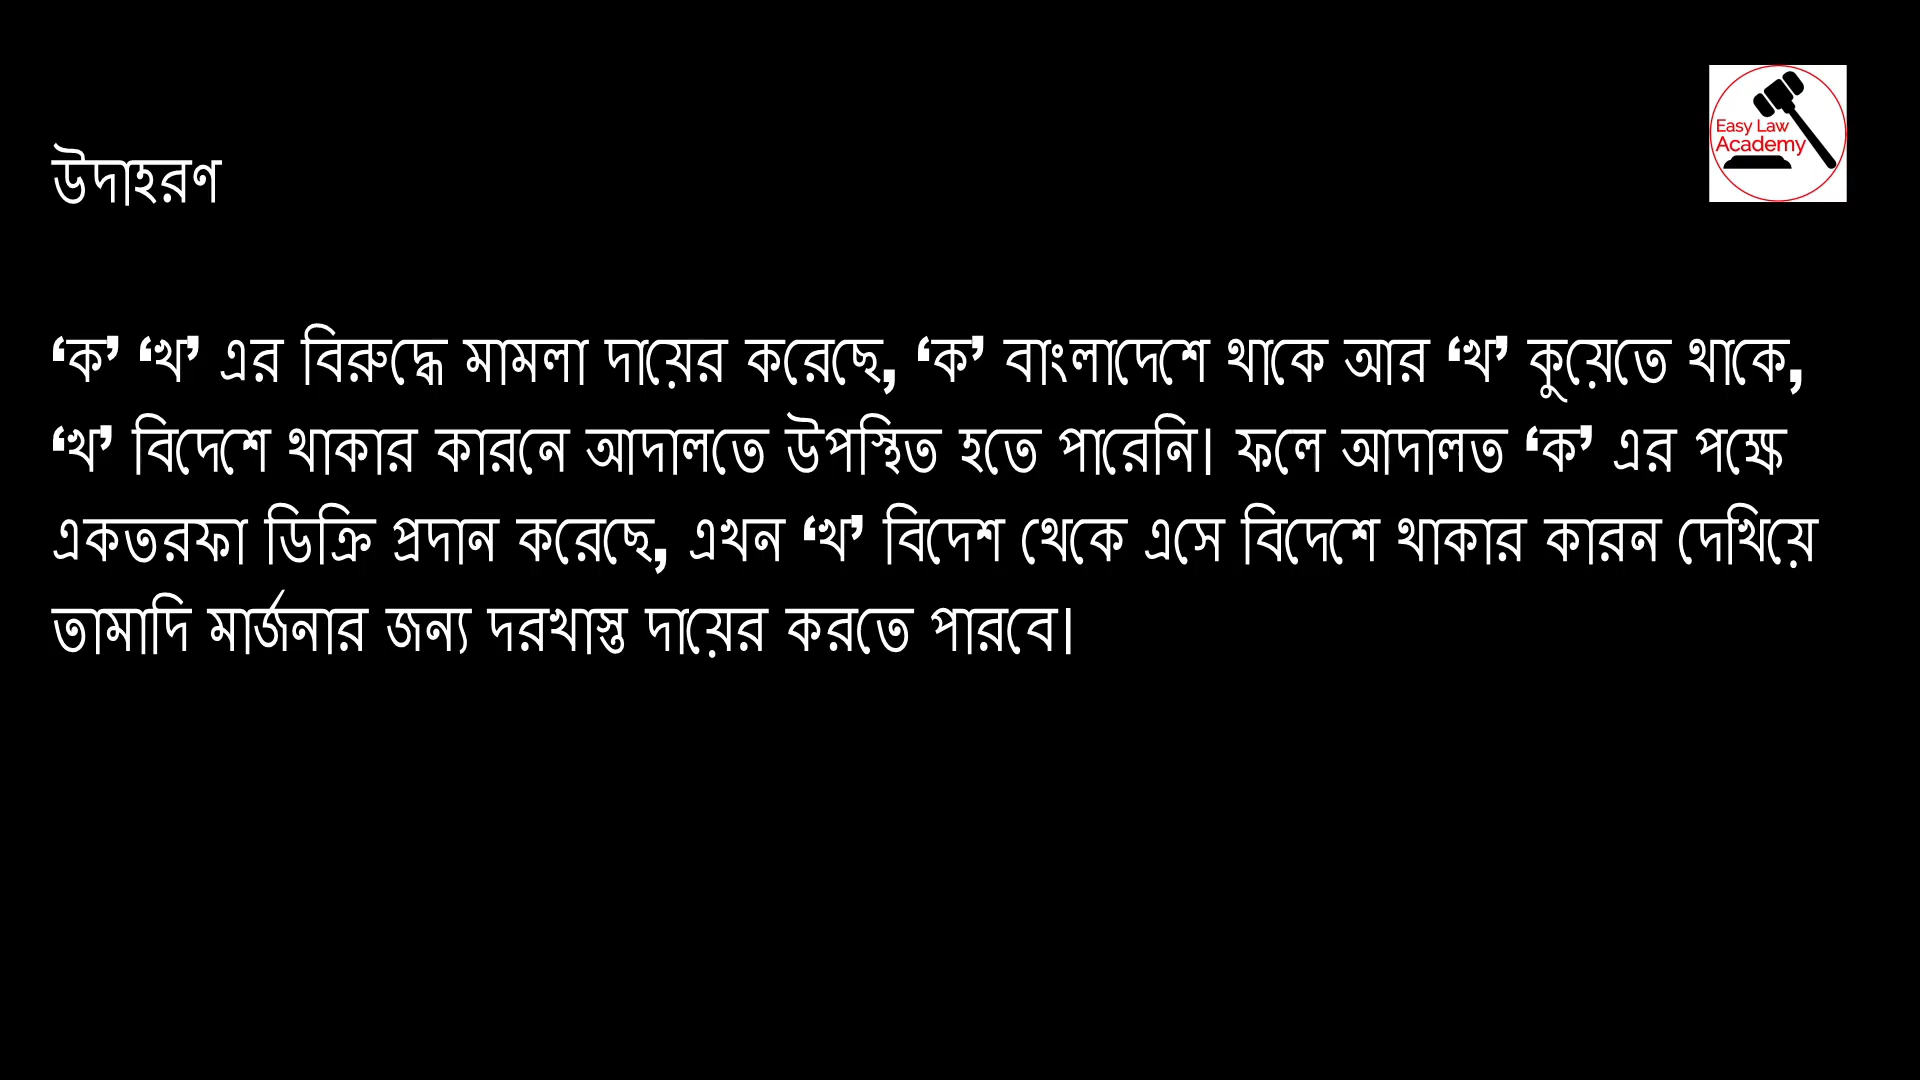 Easy Law
Academy
উদাহরণ
‘ক’ ‘খ’ এর বিরুদ্ধে মামলা দায়ের করেছে, ‘ক’ বাংলাদেশে থাকে আর ‘খ’ কুয়েতে থাকে,
‘খ’ বিদেশে থাকার কারনে আদালতে উপস্থিত হতে পারেনি। ফলে আদালত ‘ক’ এর পক্ষে
একতরফা ডিক্রি প্রদান করেছে, এখন ‘খ’ বিদেশ থেকে এসে বিদেশে থাকার কারন দেখিয়ে
তামাদি মার্জনার জন্য দরখাস্ত দায়ের করতে পারবে।